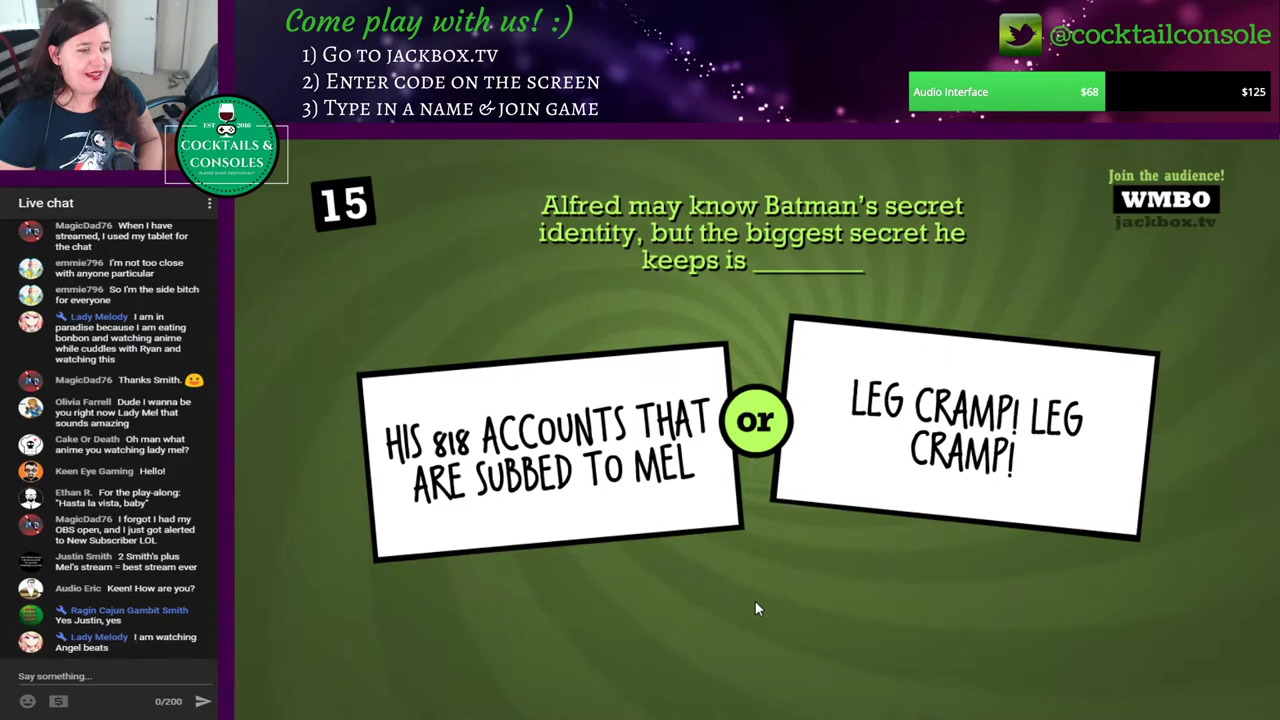 Come play with us! :)
1) Go to jackbox.tv
2) Enter code on the screen
3) Type in a name & join game
@cocktailconsole
Audio Interface $68 $125
EST 2016
COCKTAILS &
CONSOLES
PLEASE GAME RESPONSIBLY
Live chat
MagicDad76 When I have
streamed, I used my tablet for
the chat
emmie796 I'm not too close
with anyone particular
emmie796 So I'm the side bitch
for everyone
Lady Melody I am in
paradise because I am eating
bonbon and watching anime
while cuddles with Ryan and
watching this
MagicDad76 Thanks Smith.
Olivia Farrell Dude I wanna be
you right now Lady Mel that
sounds amazing
Cake Or Death Oh man what
anime you watching lady mel?
Keen Eye Gaming Hello!
Ethan R. For the play-along:
"Hasta la vista, baby"
MagicDad76 I forgot I had my
OBS open, and I just got alerted
to New Subscriber LOL
Justin Smith 2 Smith's plus
Mel's stream = best stream ever
Audio Eric Keen! How are you?
Ragin Cajun Gambit Smith
Yes Justin, yes
Lady Melody I am watching
Angel beats
Say something...
0/200
15
Alfred may know Batman's secret
identity, but the biggest secret he
keeps is ________
Join the audience!
WMBO
jackbox.tv
HIS 818 ACCOUNTS THAT
ARE SUBBED TO MEL
or
LEG CRAMP! LEG
CRAMP!